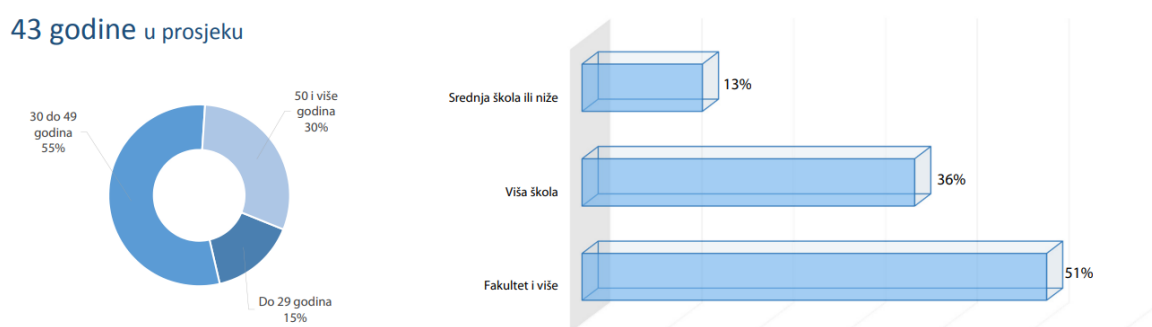 43 godine u prosjeku
30 do 49
godina
55%
50 i više
godina
30%
Do 29 godina
15%
Srednja škola ili niže
13%
Viša škola
36%
Fakultet i više
51%